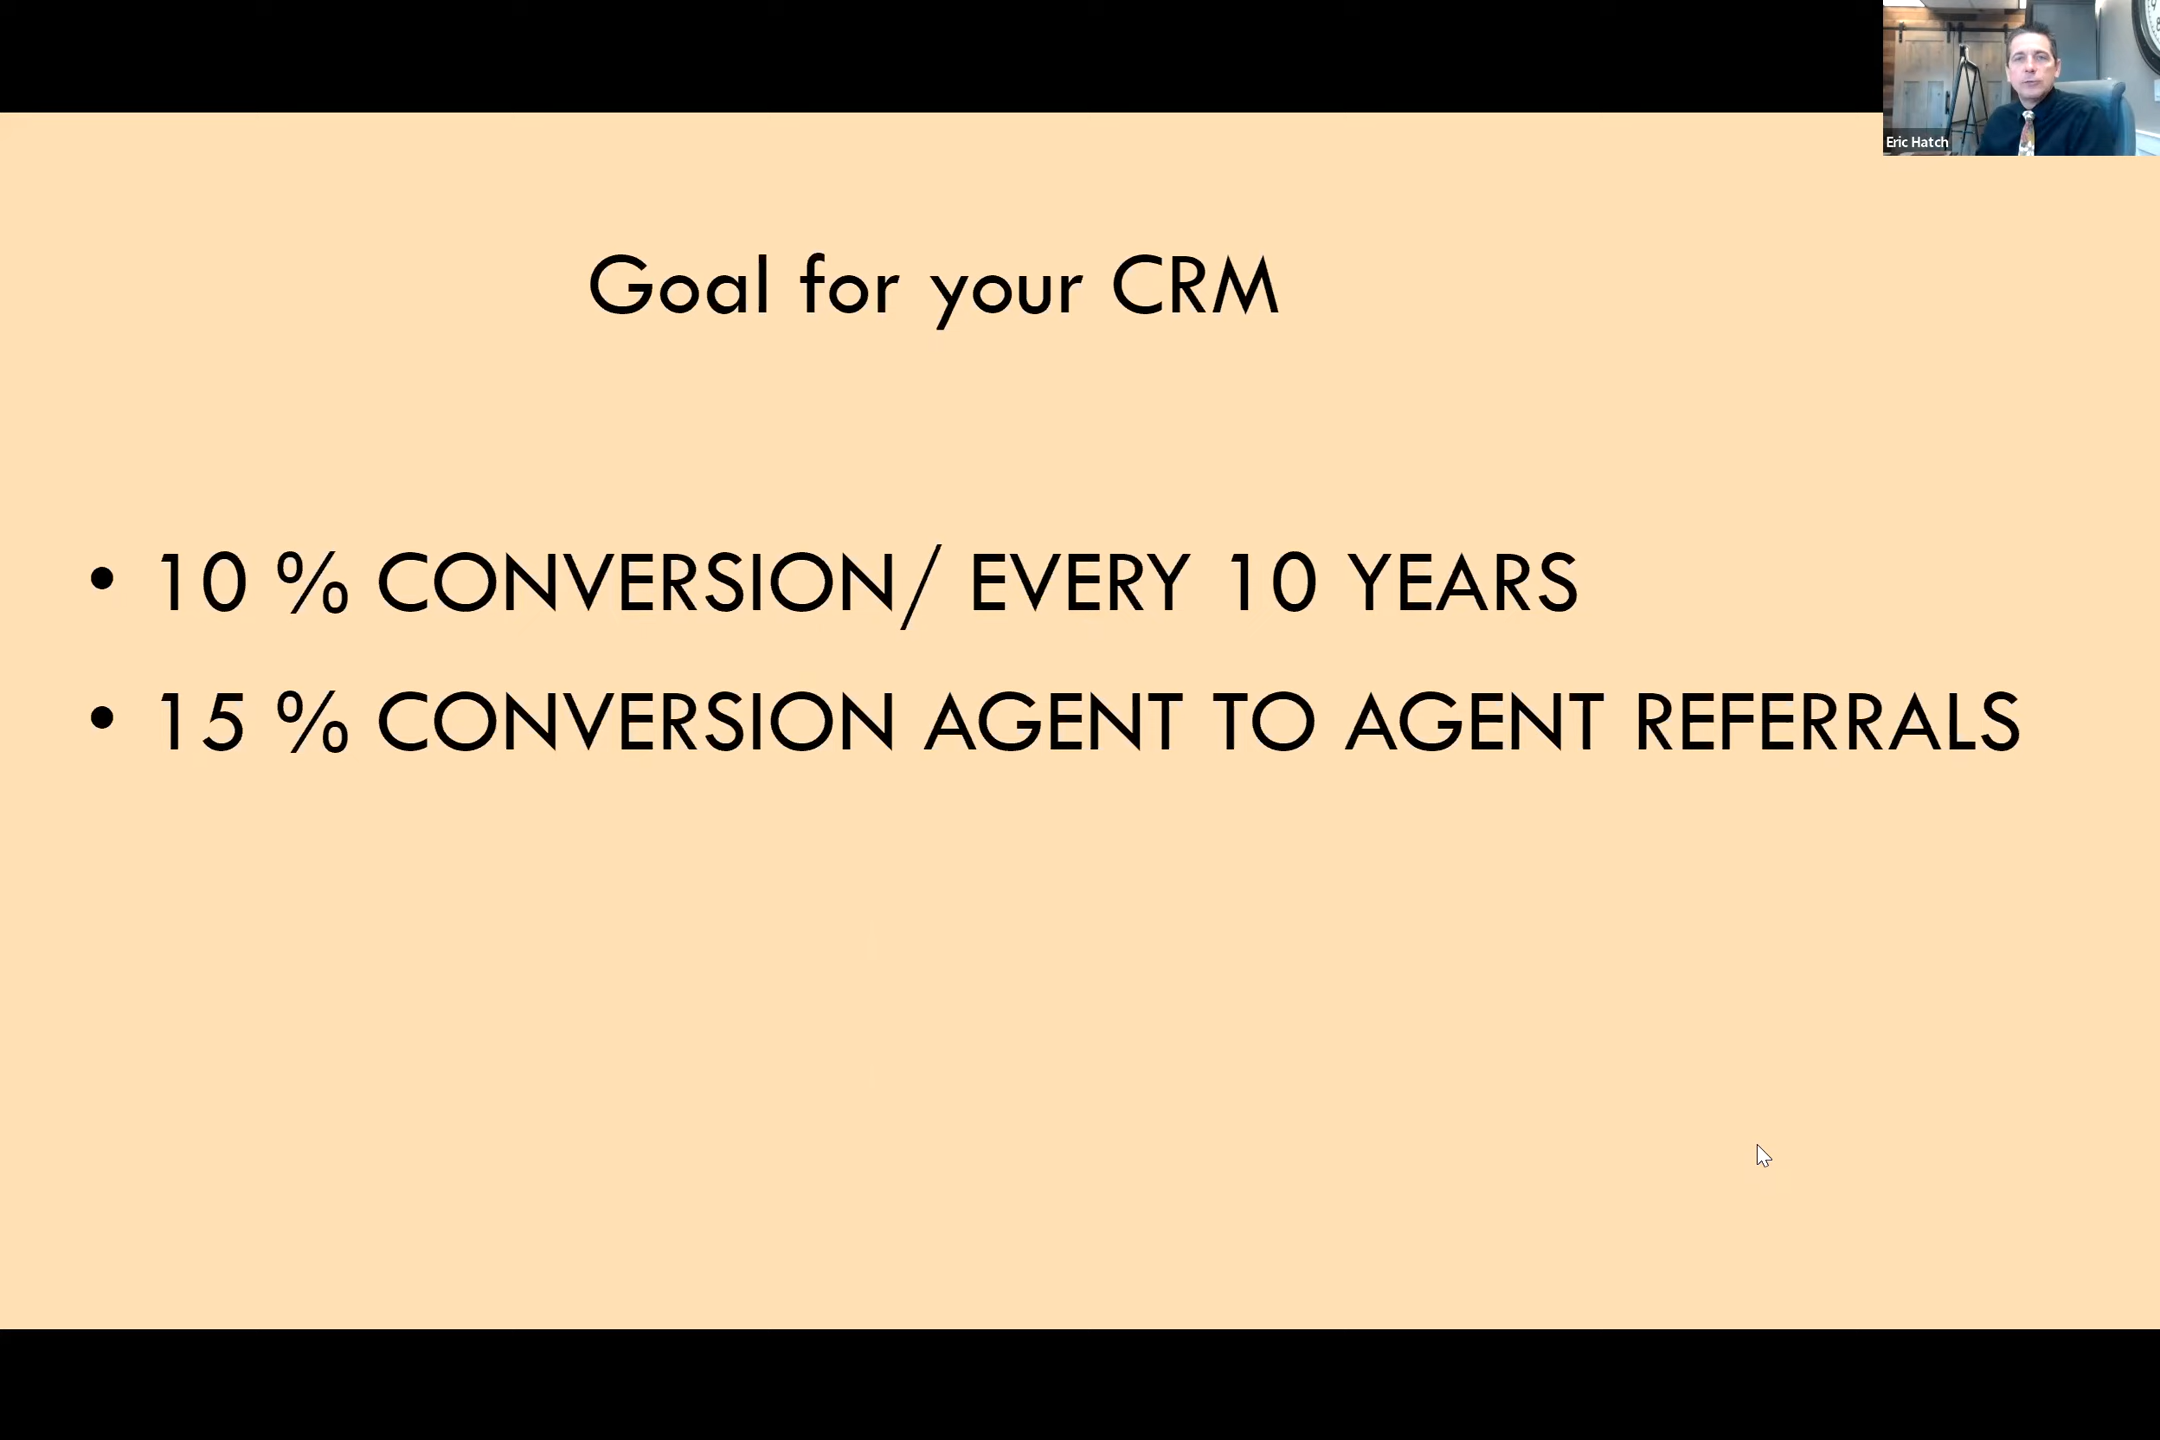 Eric Hatch
Goal for your CRM
• 10 % CONVERSION/ EVERY 10 YEARS
• 15 % CONVERSION AGENT TO AGENT REFERRALS